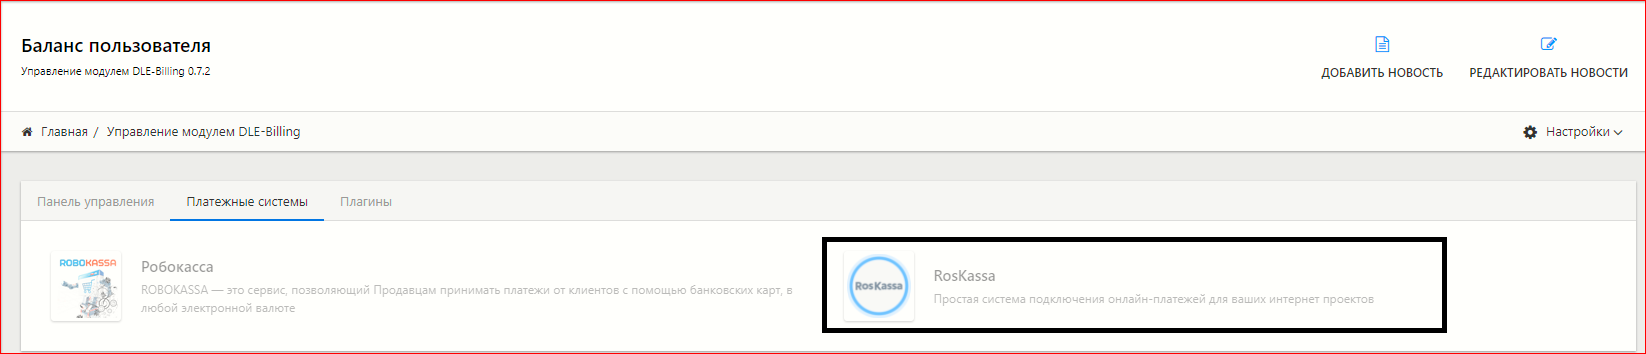 Баланс пользователя
Управление модулем DLE-Billing 0.7.2
ДОБАВИТЬ НОВОСТЬ
РЕДАКТИРОВАТЬ НОВОСТИ
Главная / Управление модулем DLE-Billing
Настройки
Панель управления
Платежные системы
Плагины
ROBOKASSA
Робокасса
ROBOKASSA — это сервис, позволяющий Продавцам принимать платежи от клиентов с помощью банковских карт, в
любой электронной валюте
RosKassa
RosKassa
Простая система подключения онлайн-платежей для ваших интернет проектов